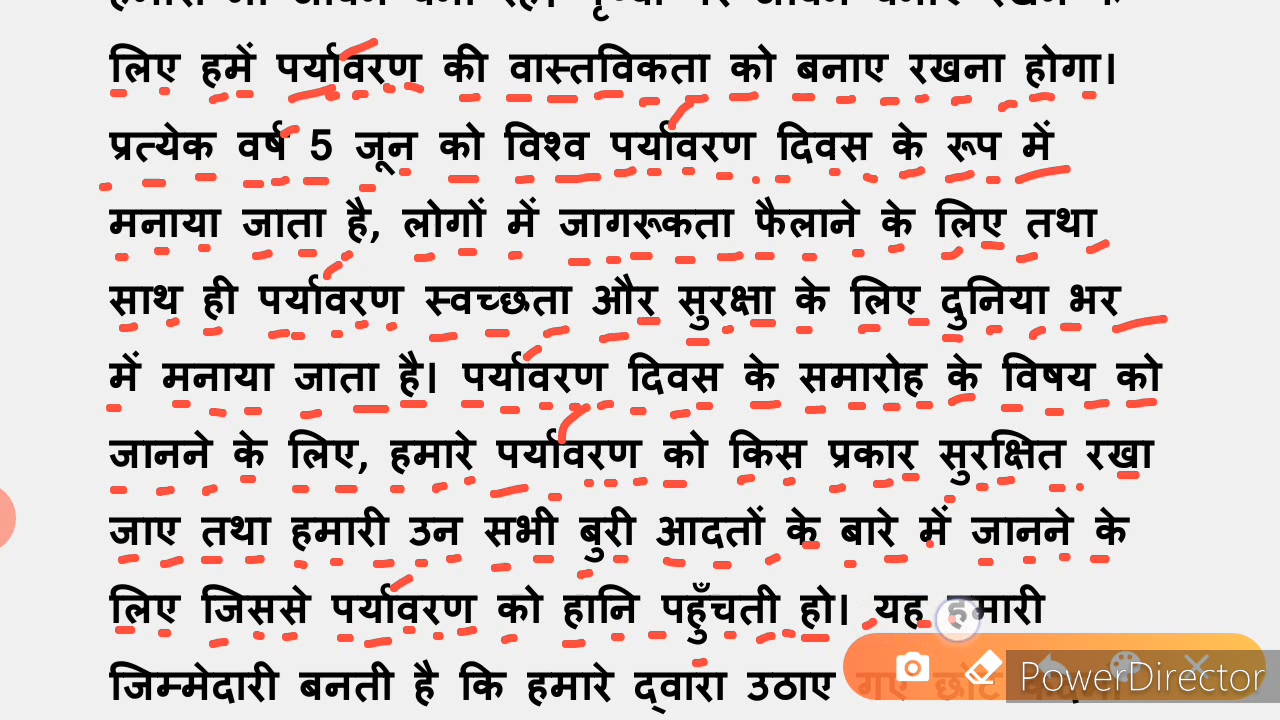 लिए हमें पर्यावरण की वास्तविकता को बनाए रखना होगा।
प्रत्येक वर्ष 5 जून को विश्व पर्यावरण दिवस के रूप में
मनाया जाता है, लोगों में जागरूकता फैलाने के लिए तथा
साथ ही पर्यावरण स्वच्छता और सुरक्षा के लिए दुनिया भर
में मनाया जाता है। पर्यावरण दिवस के समारोह के विषय को
जानने के लिए, हमारे पर्यावरण को किस प्रकार सुरक्षित रखा
जाए तथा हमारी उन सभी बुरी आदतों के बारे में जानने के
लिए जिससे पर्यावरण को हानि पहुँचती हो। यह हमारी
जिम्मेदारी बनती है कि हमारे द्वारा उठाए गए छोटे
PowerDirector